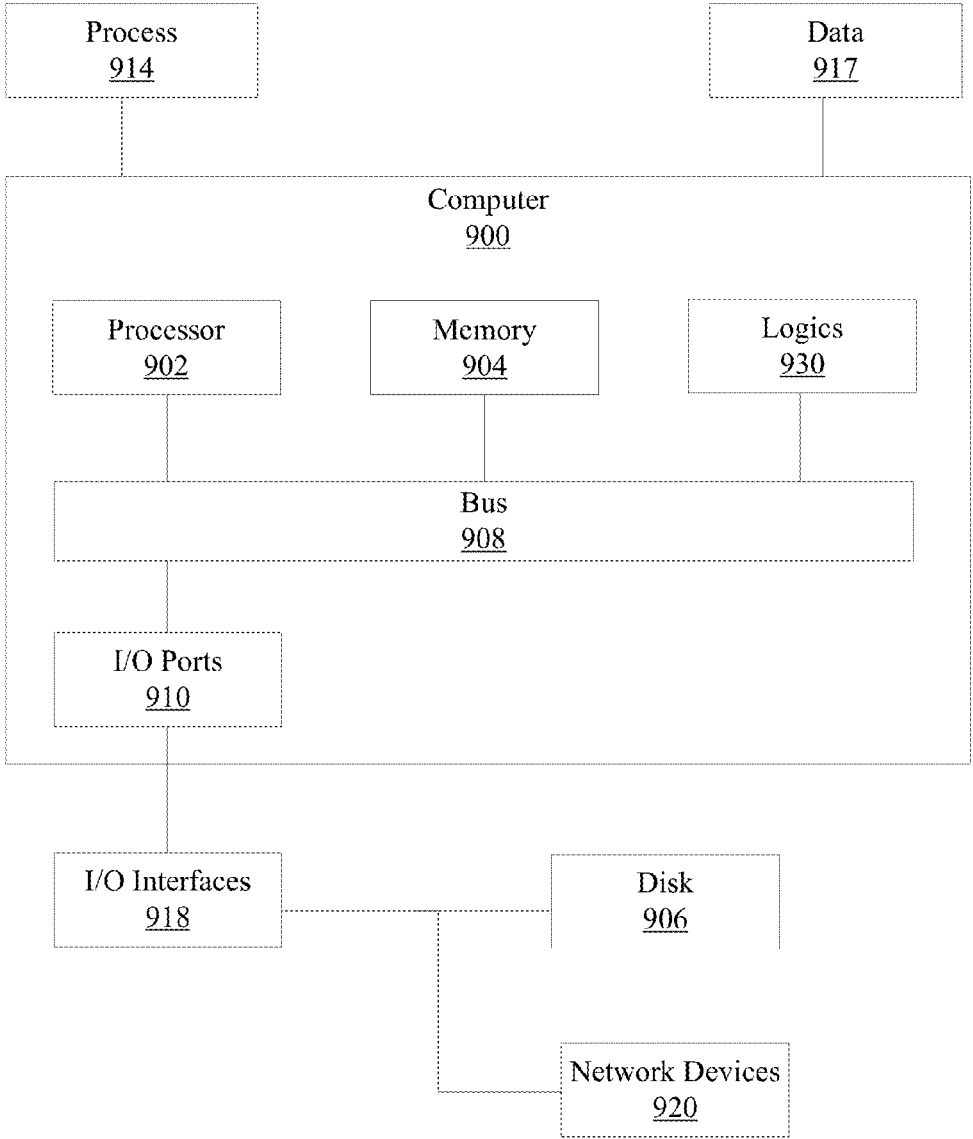 Process
914
Data
917
Computer
900
Processor
902
Memory
904
Logics
930
Bus
908
I/O Ports
910
I/O Interfaces
918
Disk
906
Network Devices
920